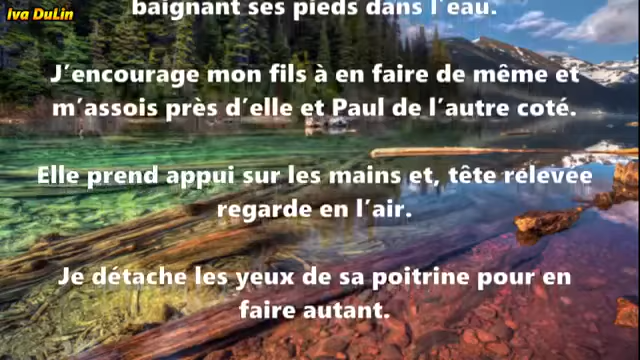 Iva DuLin
baignant ses pieds dans l'eau.
J'encourage mon fils à en faire de même et
m'assois près d'elle et Paul de l'autre coté.
Elle prend appui sur les mains et, tête relevée
regarde en l'air.
Je détache les yeux de sa poitrine pour en
faire autant.